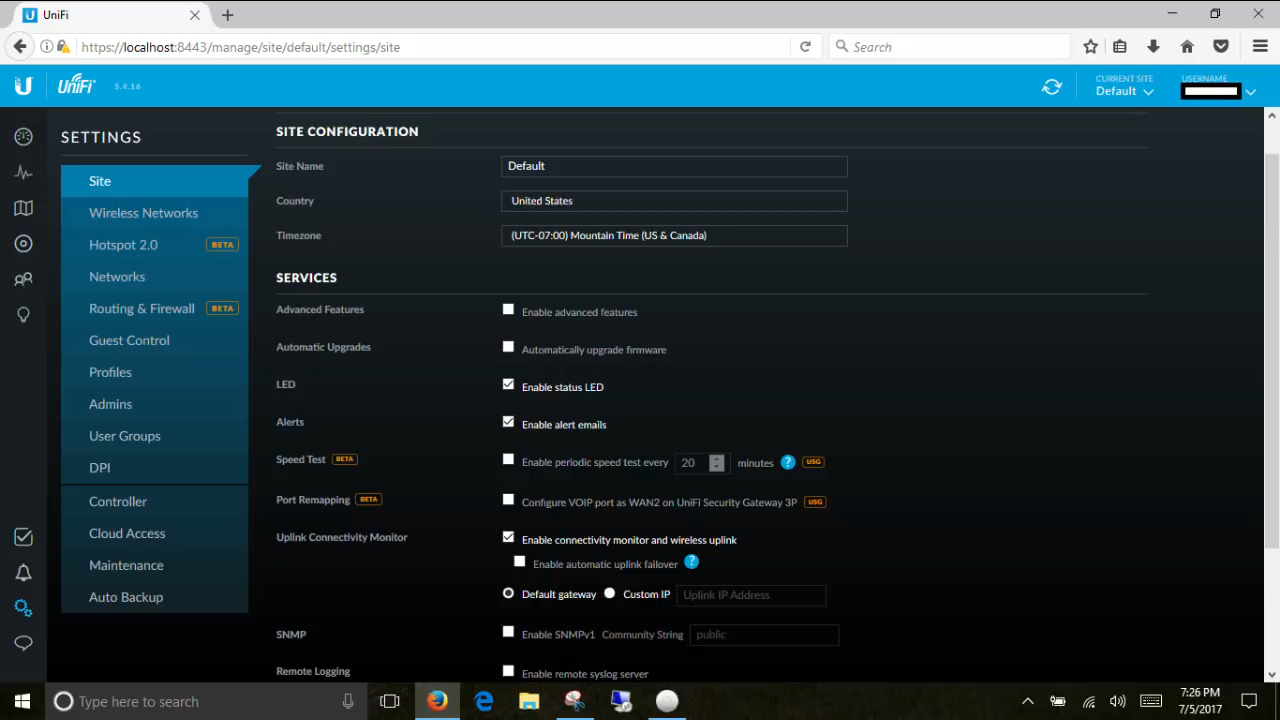 UniFi
https://localhost:8443/manage/site/default/settings/site
Search
UniFi 5.4.16
CURRENT SITE
Default
USERNAME
SETTINGS
Site
Wireless Networks
Hotspot 2.0 BETA
Networks
Routing & Firewall BETA
Guest Control
Profiles
Admins
User Groups
DPI
Controller
Cloud Access
Maintenance
Auto Backup
SITE CONFIGURATION
Site Name Default
Country United States
Timezone (UTC-07:00) Mountain Time (US & Canada)
SERVICES
Advanced Features Enable advanced features
Automatic Upgrades Automatically upgrade firmware
LED Enable status LED
Alerts Enable alert emails
Speed Test BETA Enable periodic speed test every 20 minutes ? USG
Port Remapping BETA Configure VOIP port as WAN2 on UniFi Security Gateway 3P USG
Uplink Connectivity Monitor Enable connectivity monitor and wireless uplink
Enable automatic uplink failover ?
Default gateway Custom IP Uplink IP Address
SNMP Enable SNMPv1 Community String public
Remote Logging Enable remote syslog server
Type here to search
7:26 PM
7/5/2017